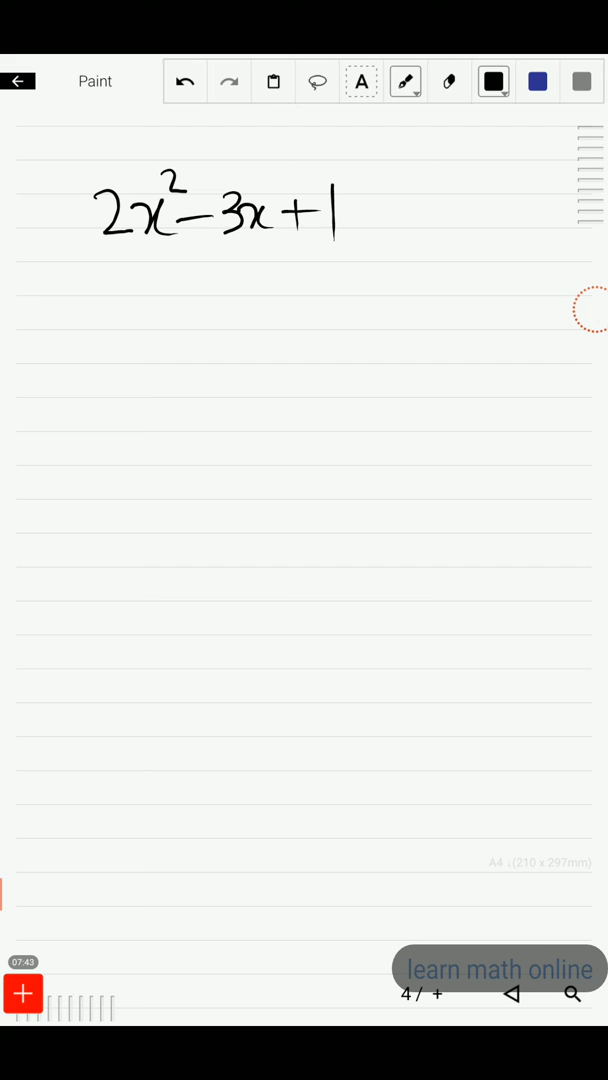 Paint
A
2x² - 3x + 1
A4 ↓(210 x 297mm)
07:43
learn math online
4 / +